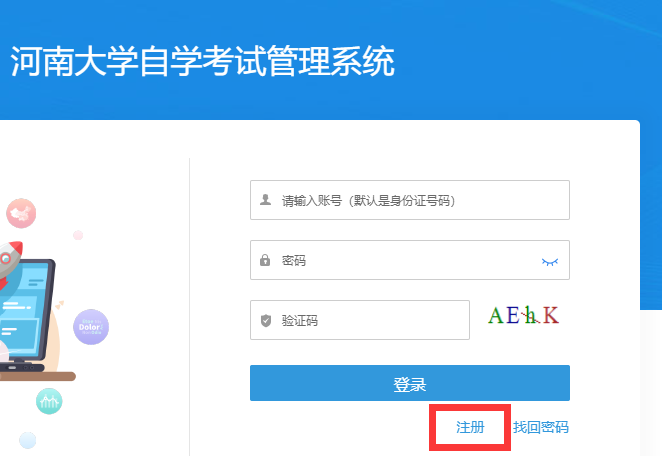 河南大学自学考试管理系统
请输入账号（默认是身份证号码）
密码
验证码
AEhK
登录
注册 找回密码
Dolor!